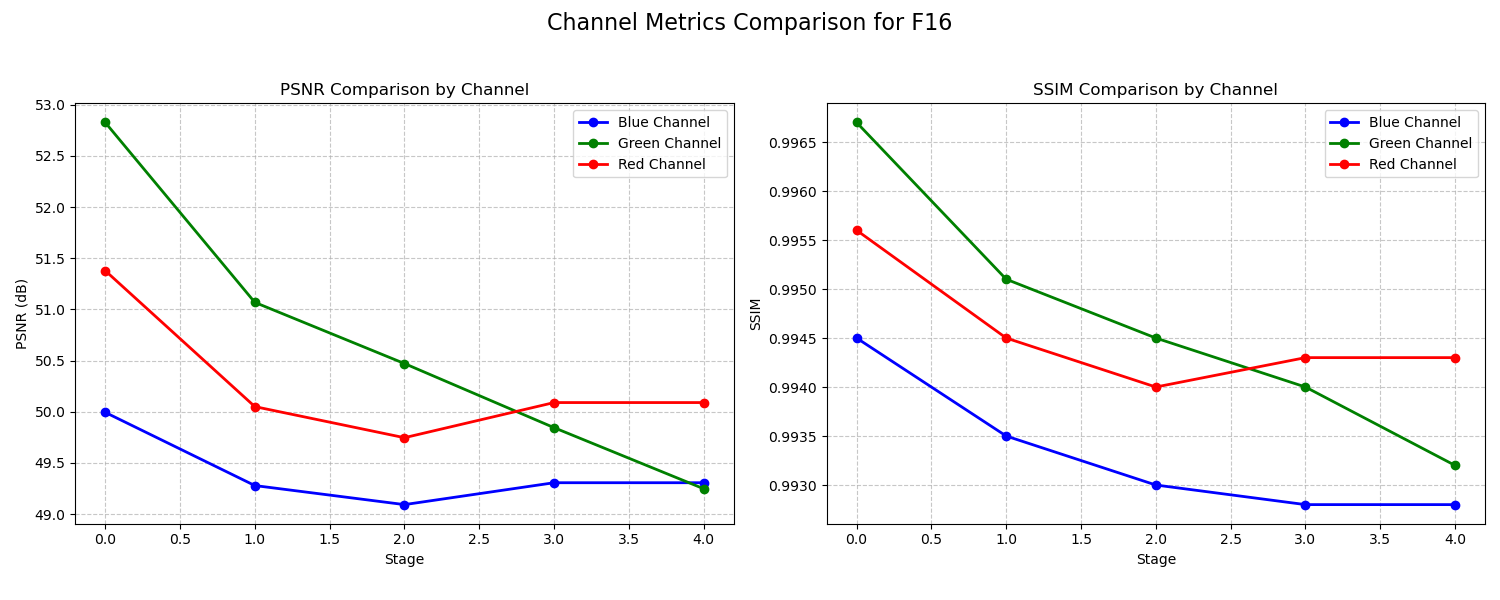 Channel Metrics Comparison for F16
PSNR Comparison by Channel
53.0
52.5
52.0
51.5
51.0
50.5
50.0
49.5
49.0
PSNR (dB)
Blue Channel
Green Channel
Red Channel
0.0 0.5 1.0 1.5 2.0 2.5 3.0 3.5 4.0
Stage
SSIM Comparison by Channel
0.9965
0.9960
0.9955
0.9950
0.9945
0.9940
0.9935
0.9930
SSIM
Blue Channel
Green Channel
Red Channel
0.0 0.5 1.0 1.5 2.0 2.5 3.0 3.5 4.0
Stage